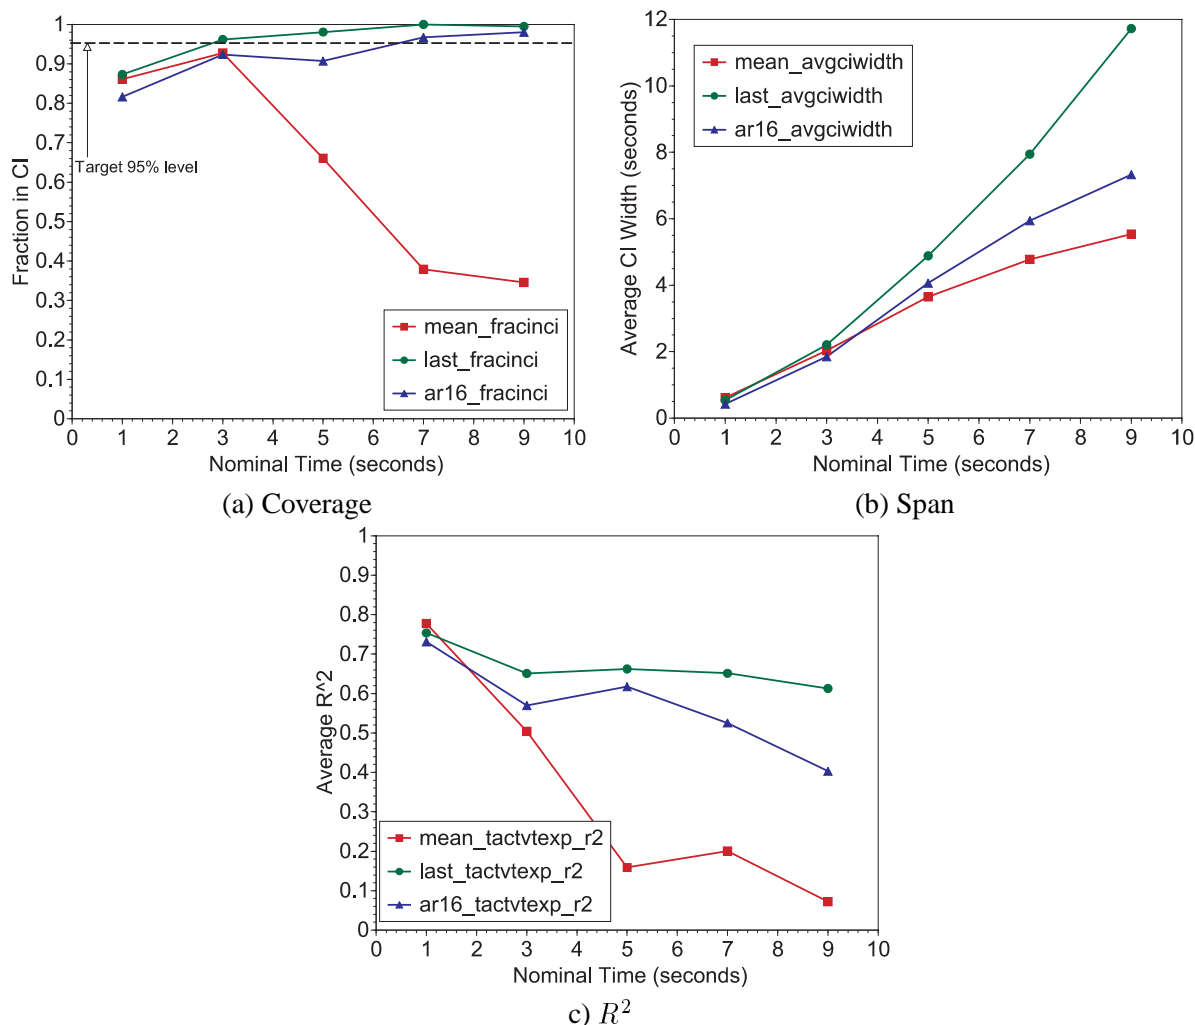 1
0.9
0.8
0.7
0.6
0.5
0.4
0.3
0.2
0.1
0
Fraction in CI
Target 95% level
mean_fracinci
last_fracinci
ar16_fracinci
0 1 2 3 4 5 6 7 8 9 10
Nominal Time (seconds)
(a) Coverage
12
10
8
6
4
2
0
Average CI Width (seconds)
mean_avgciwidth
last_avgciwidth
ar16_avgciwidth
0 1 2 3 4 5 6 7 8 9 10
Nominal Time (seconds)
(b) Span
1
0.9
0.8
0.7
0.6
0.5
0.4
0.3
0.2
0.1
0
Average R^2
mean_tactvtexp_r2
last_tactvtexp_r2
ar16_tactvtexp_r2
0 1 2 3 4 5 6 7 8 9 10
Nominal Time (seconds)
c) R²